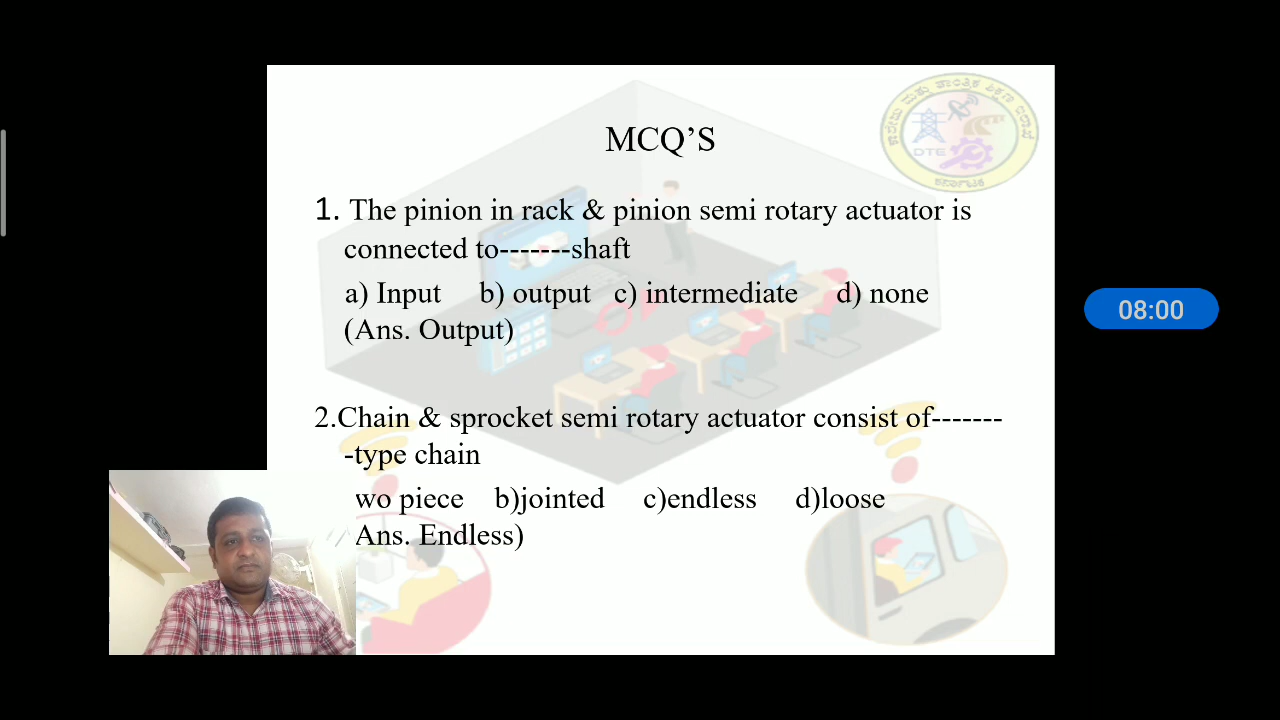 MCQ’S
1. The pinion in rack & pinion semi rotary actuator is
connected to-------shaft
a) Input b) output c) intermediate d) none
(Ans. Output)
2.Chain & sprocket semi rotary actuator consist of-------
-type chain
wo piece b)jointed c)endless d)loose
Ans. Endless)
08:00
DTE
ಕರ್ನಾಟಕ